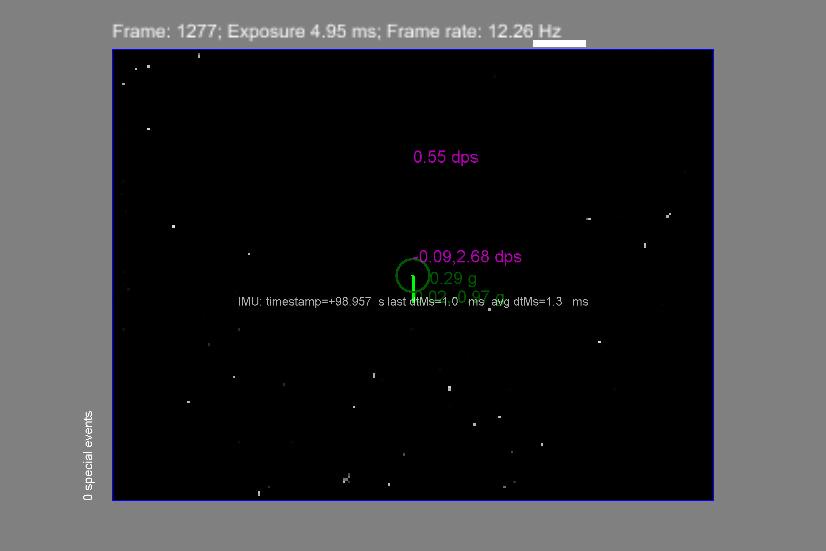 Frame: 1277; Exposure 4.95 ms; Frame rate: 12.26 Hz
0.55 dps
-0.09,2.68 dps
0.29 g
0.02,-0.97 g
IMU: timestamp=+98.957 s last dtMs=1.0 ms avg dtMs=1.3 ms
0 special events